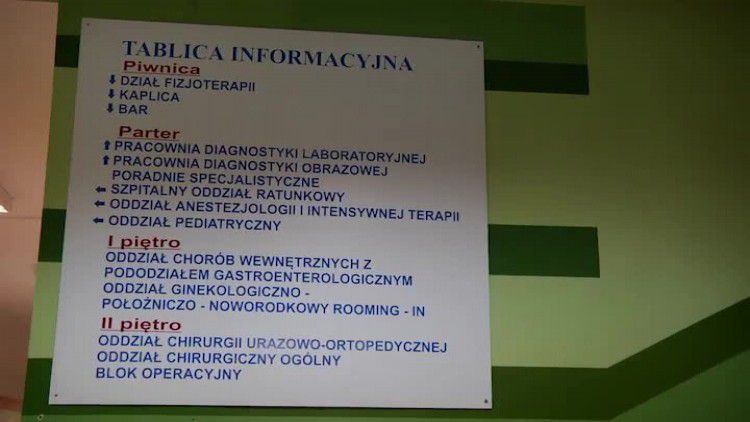 TABLICA INFORMACYJNA
Piwnica
⬇ DZIAŁ FIZJOTERAPII
⬇ KAPLICA
⬇ BAR
Parter
⬆ PRACOWNIA DIAGNOSTYKI LABORATORYJNEJ
⬆ PRACOWNIA DIAGNOSTYKI OBRAZOWEJ
PORADNIE SPECJALISTYCZNE
⬅ SZPITALNY ODDZIAŁ RATUNKOWY
⬅ ODDZIAŁ ANESTEZJOLOGII I INTENSYWNEJ TERAPII
⬅ ODDZIAŁ PEDIATRYCZNY
I piętro
ODDZIAŁ CHORÓB WEWNĘTRZNYCH Z
PODODZIAŁEM GASTROENTEROLOGICZNYM
ODDZIAŁ GINEKOLOGICZNO -
POŁOŻNICZO - NOWORODKOWY ROOMING - IN
II piętro
ODDZIAŁ CHIRURGII URAZOWO-ORTOPEDYCZNEJ
ODDZIAŁ CHIRURGICZNY OGÓLNY
BLOK OPERACYJNY